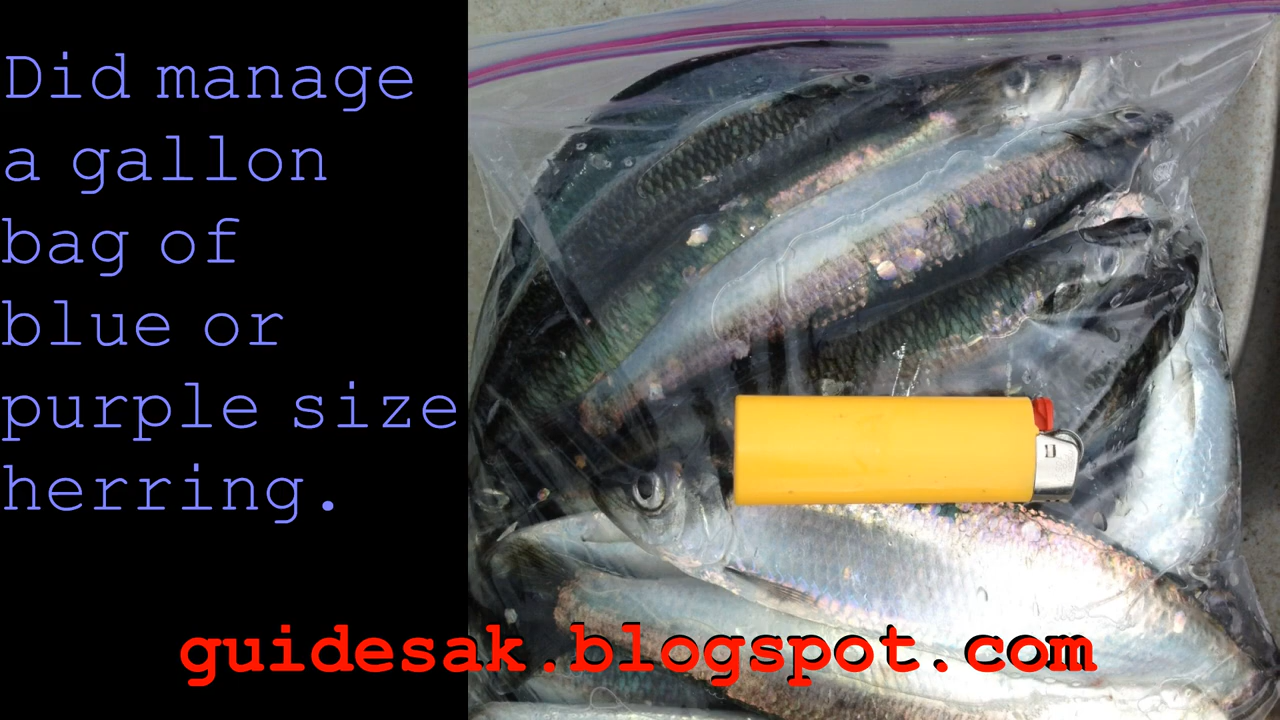 Did manage
a gallon
bag of
blue or
purple size
herring.
guidesak.blogspot.com